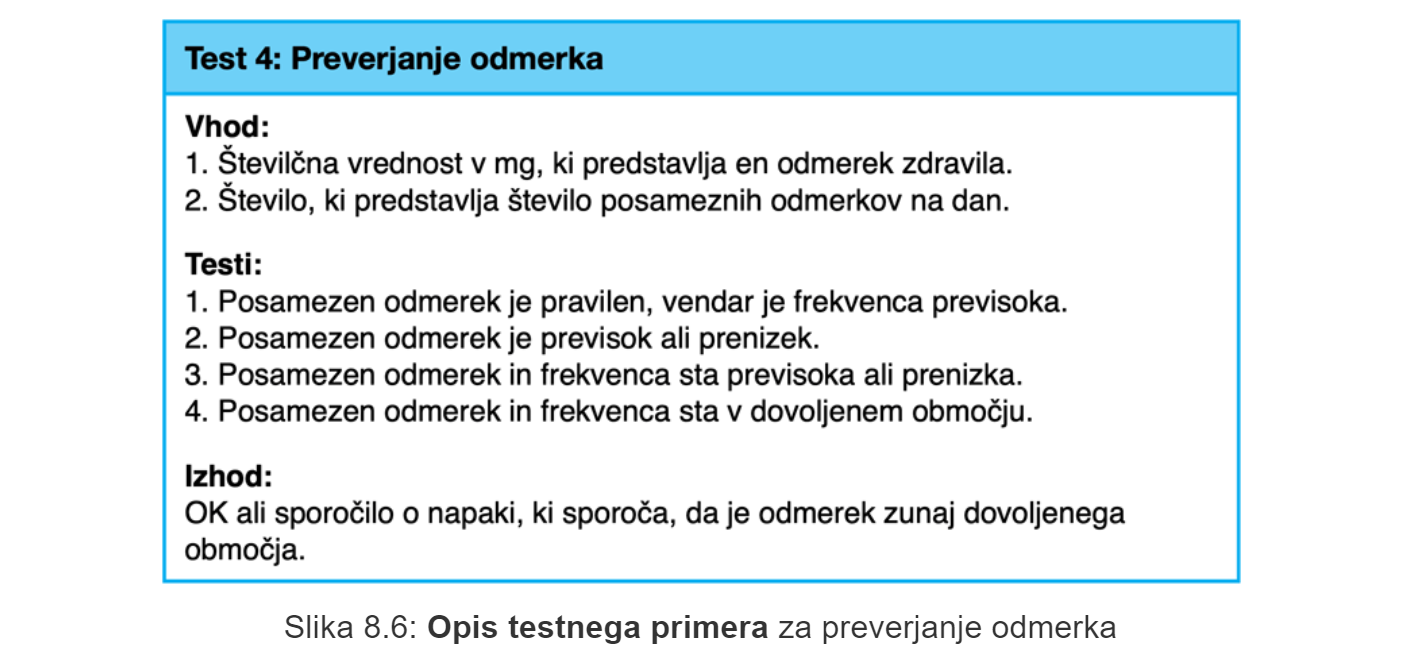 Test 4: Preverjanje odmerka
Vhod:
1. Številčna vrednost v mg, ki predstavlja en odmerek zdravila.
2. Število, ki predstavlja število posameznih odmerkov na dan.
Testi:
1. Posamezen odmerek je pravilen, vendar je frekvenca previsoka.
2. Posamezen odmerek je previsok ali prenizek.
3. Posamezen odmerek in frekvenca sta previsoka ali prenizka.
4. Posamezen odmerek in frekvenca sta v dovoljenem območju.
Izhod:
OK ali sporočilo o napaki, ki sporoča, da je odmerek zunaj dovoljenega
območja.
Slika 8.6: Opis testnega primera za preverjanje odmerka